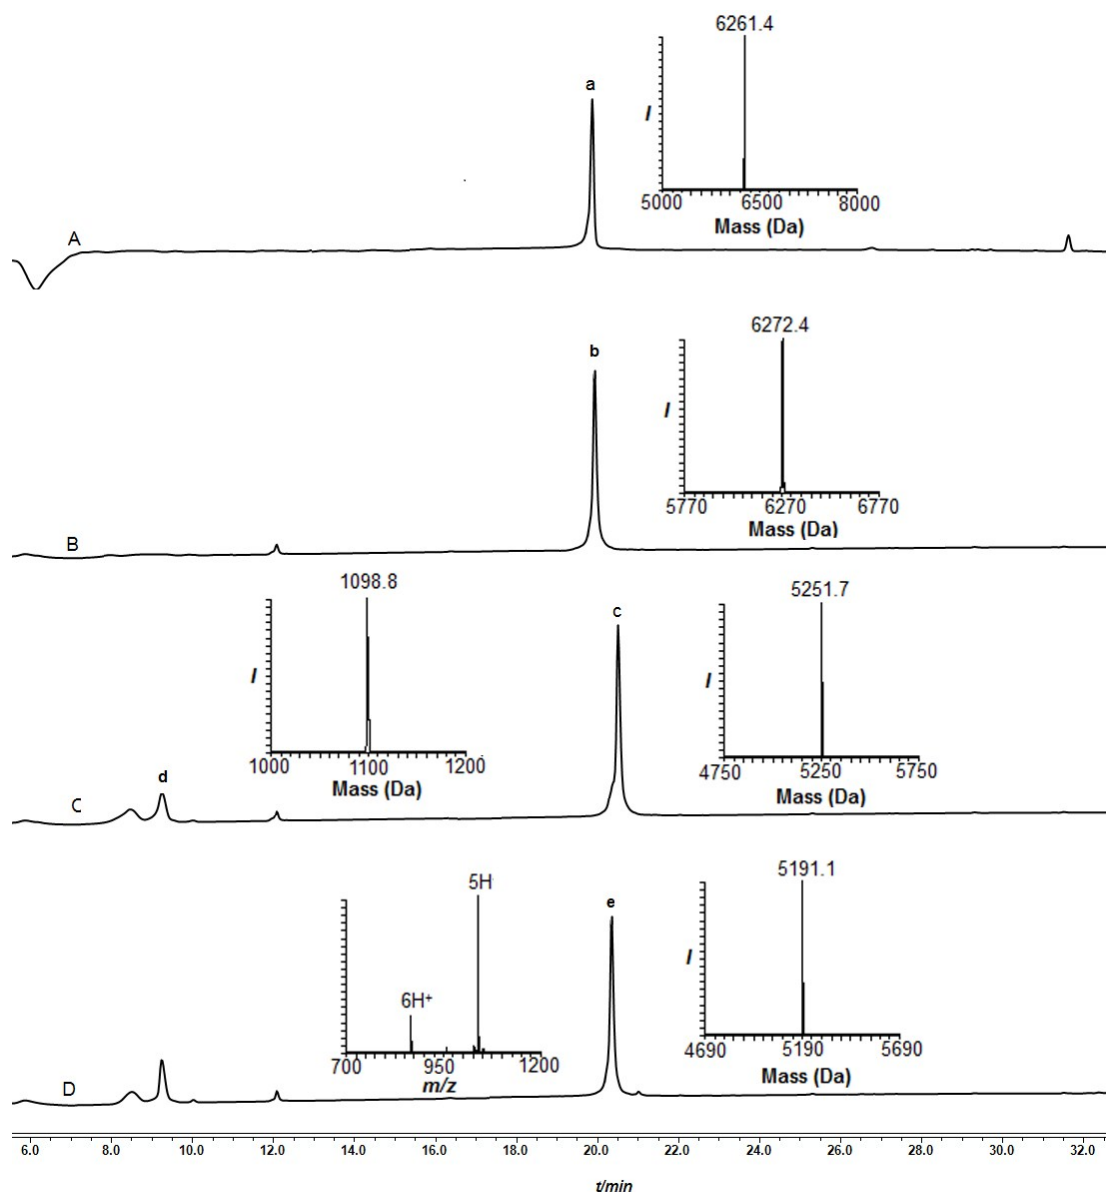 6261.4
a
I
5000 6500 8000
Mass (Da)
A
6272.4
b
I
5770 6270 6770
Mass (Da)
B
1098.8
5251.7
c
I
I
1000 1100 1200
Mass (Da)
4750 5250 5750
Mass (Da)
d
C
5H
5191.1
e
6H+
I
700 950 1200
m/z
4690 5190 5690
Mass (Da)
D
6.0 8.0 10.0 12.0 14.0 16.0 18.0 20.0 22.0 24.0 26.0 28.0 30.0 32.0
t/min